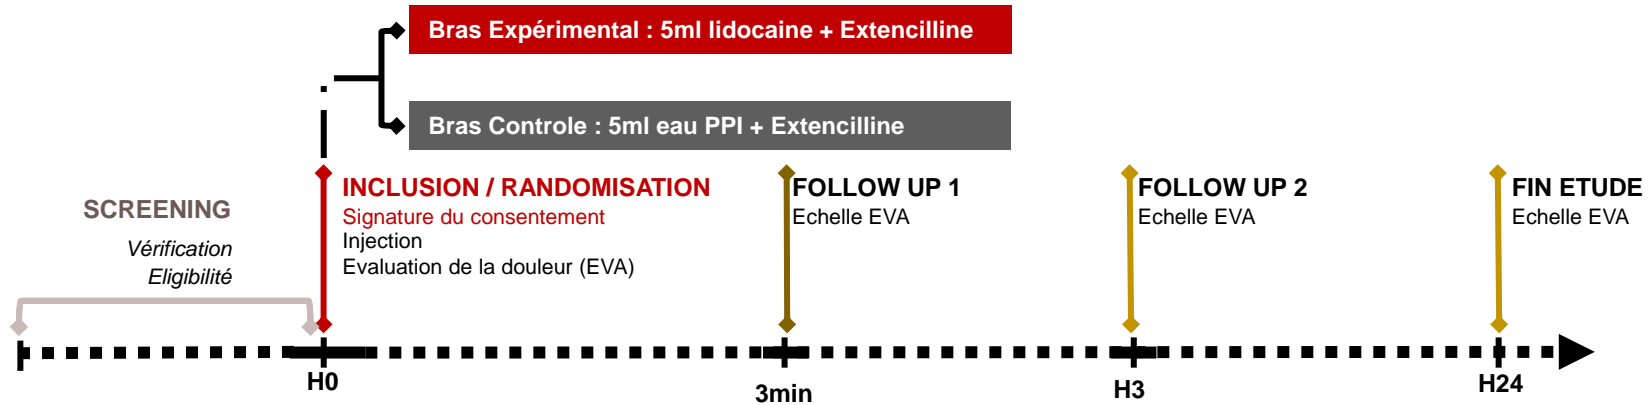 Bras Expérimental : 5ml lidocaine + Extencilline
Bras Controle : 5ml eau PPI + Extencilline
SCREENING
Vérification
Eligibilité
INCLUSION / RANDOMISATION
Signature du consentement
Injection
Evaluation de la douleur (EVA)
FOLLOW UP 1
Echelle EVA
FOLLOW UP 2
Echelle EVA
FIN ETUDE
Echelle EVA
H0
3min
H3
H24